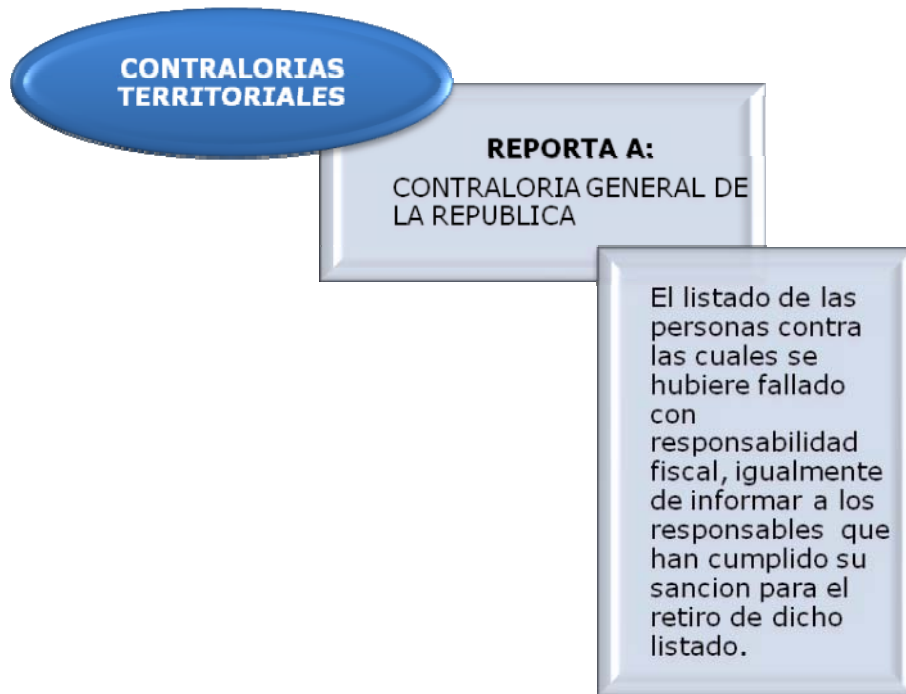 CONTRALORIAS
TERRITORIALES
REPORTA A:
CONTRALORIA GENERAL DE
LA REPUBLICA
El listado de las
personas contra
las cuales se
hubiere fallado
con
responsabilidad
fiscal, igualmente
de informar a los
responsables que
han cumplido su
sancion para el
retiro de dicho
listado.